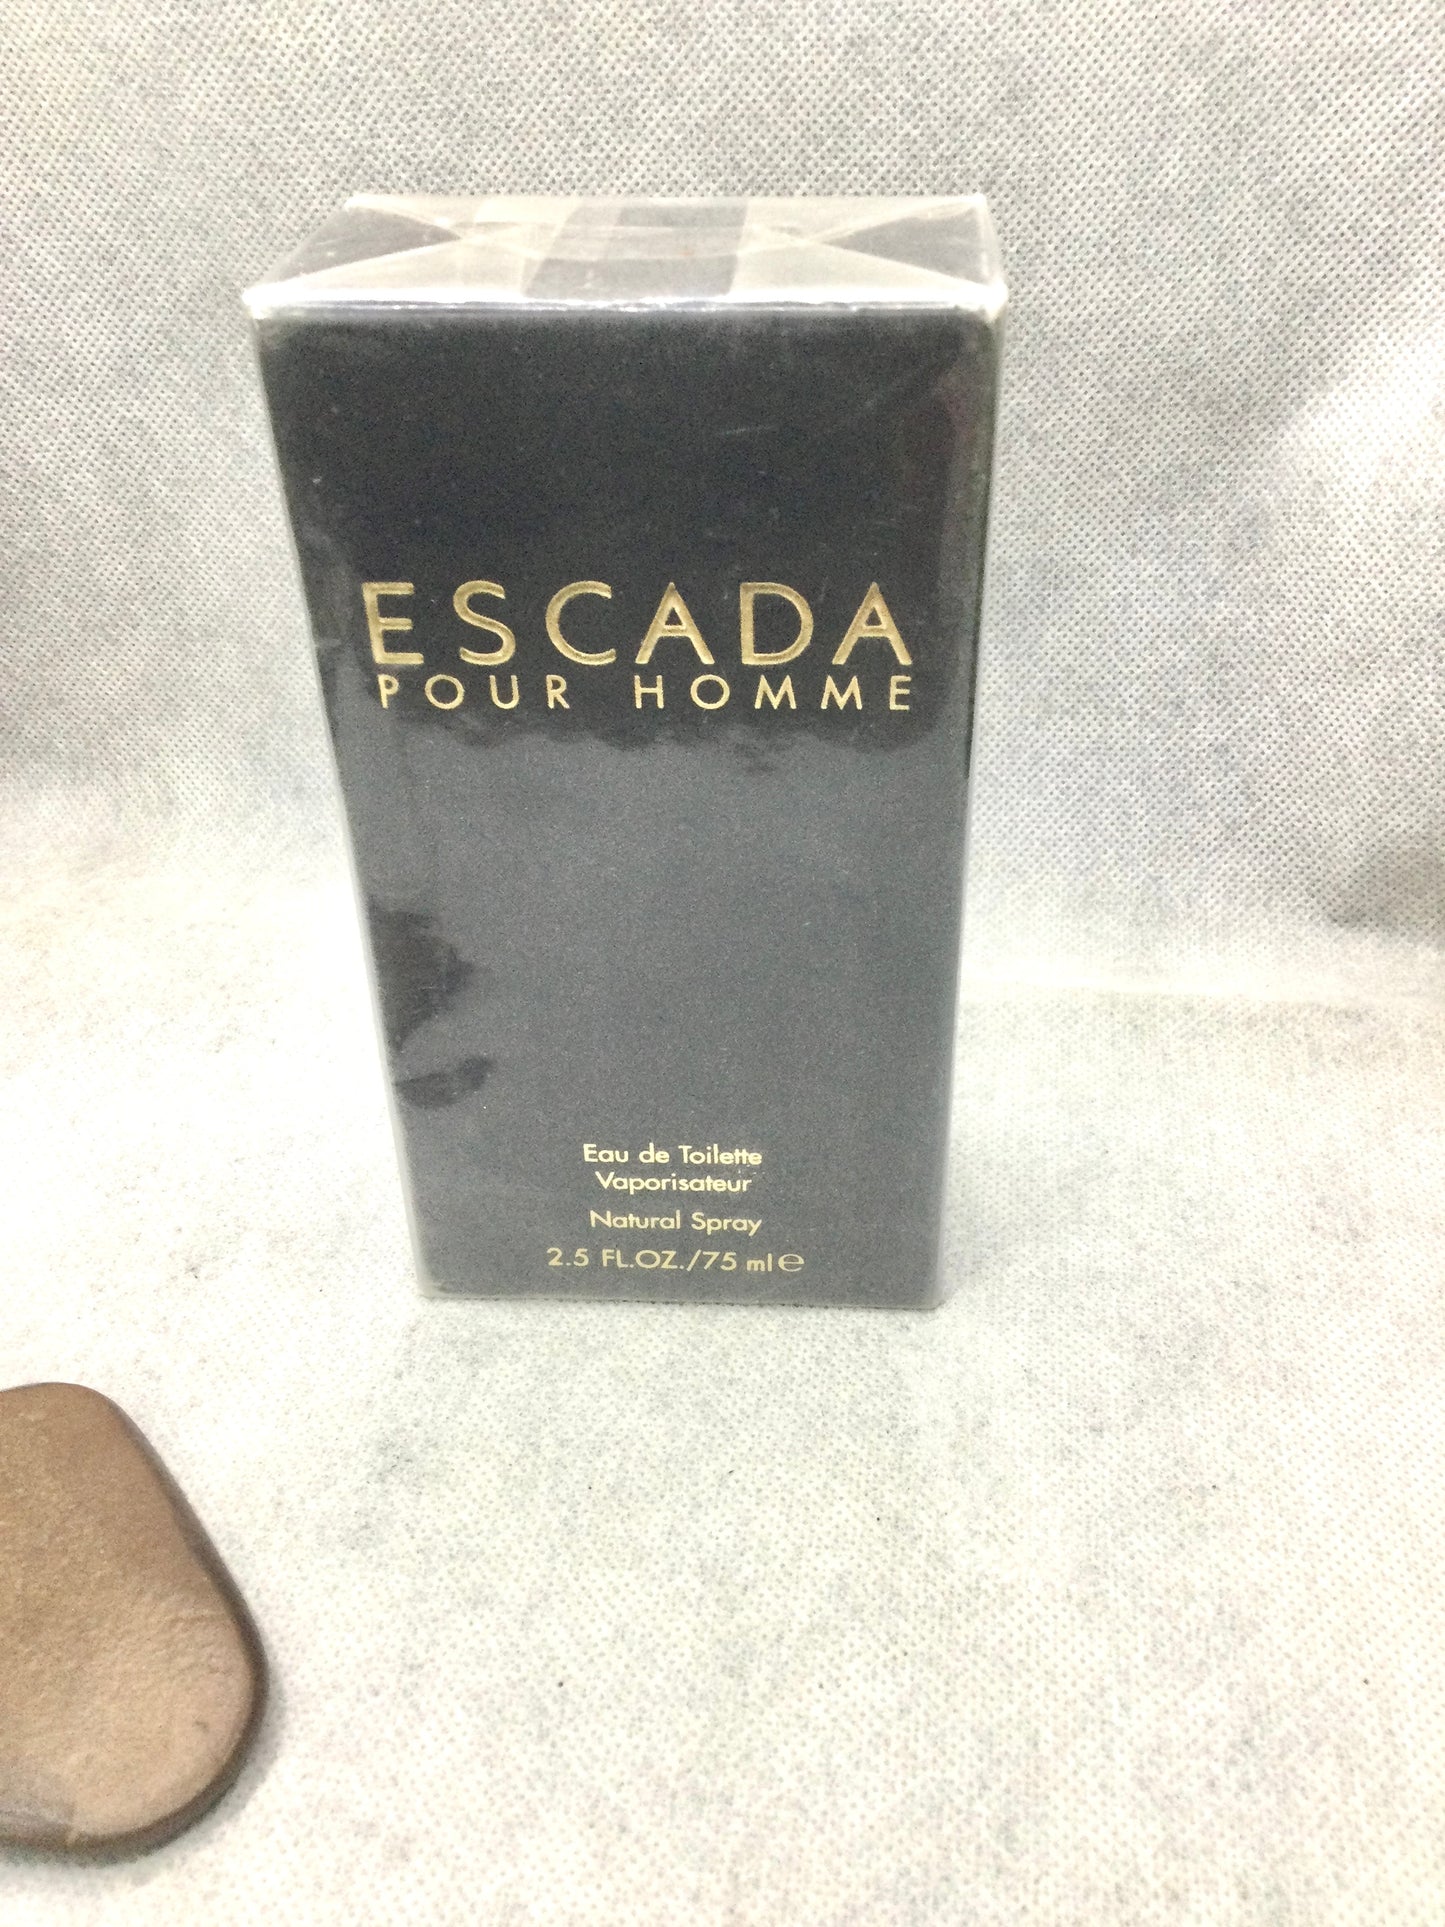 ESCADA
POUR HOMME
Eau de Toilette
Vaporisateur
Natural Spray
2.5 FL.OZ./75 ml ℮